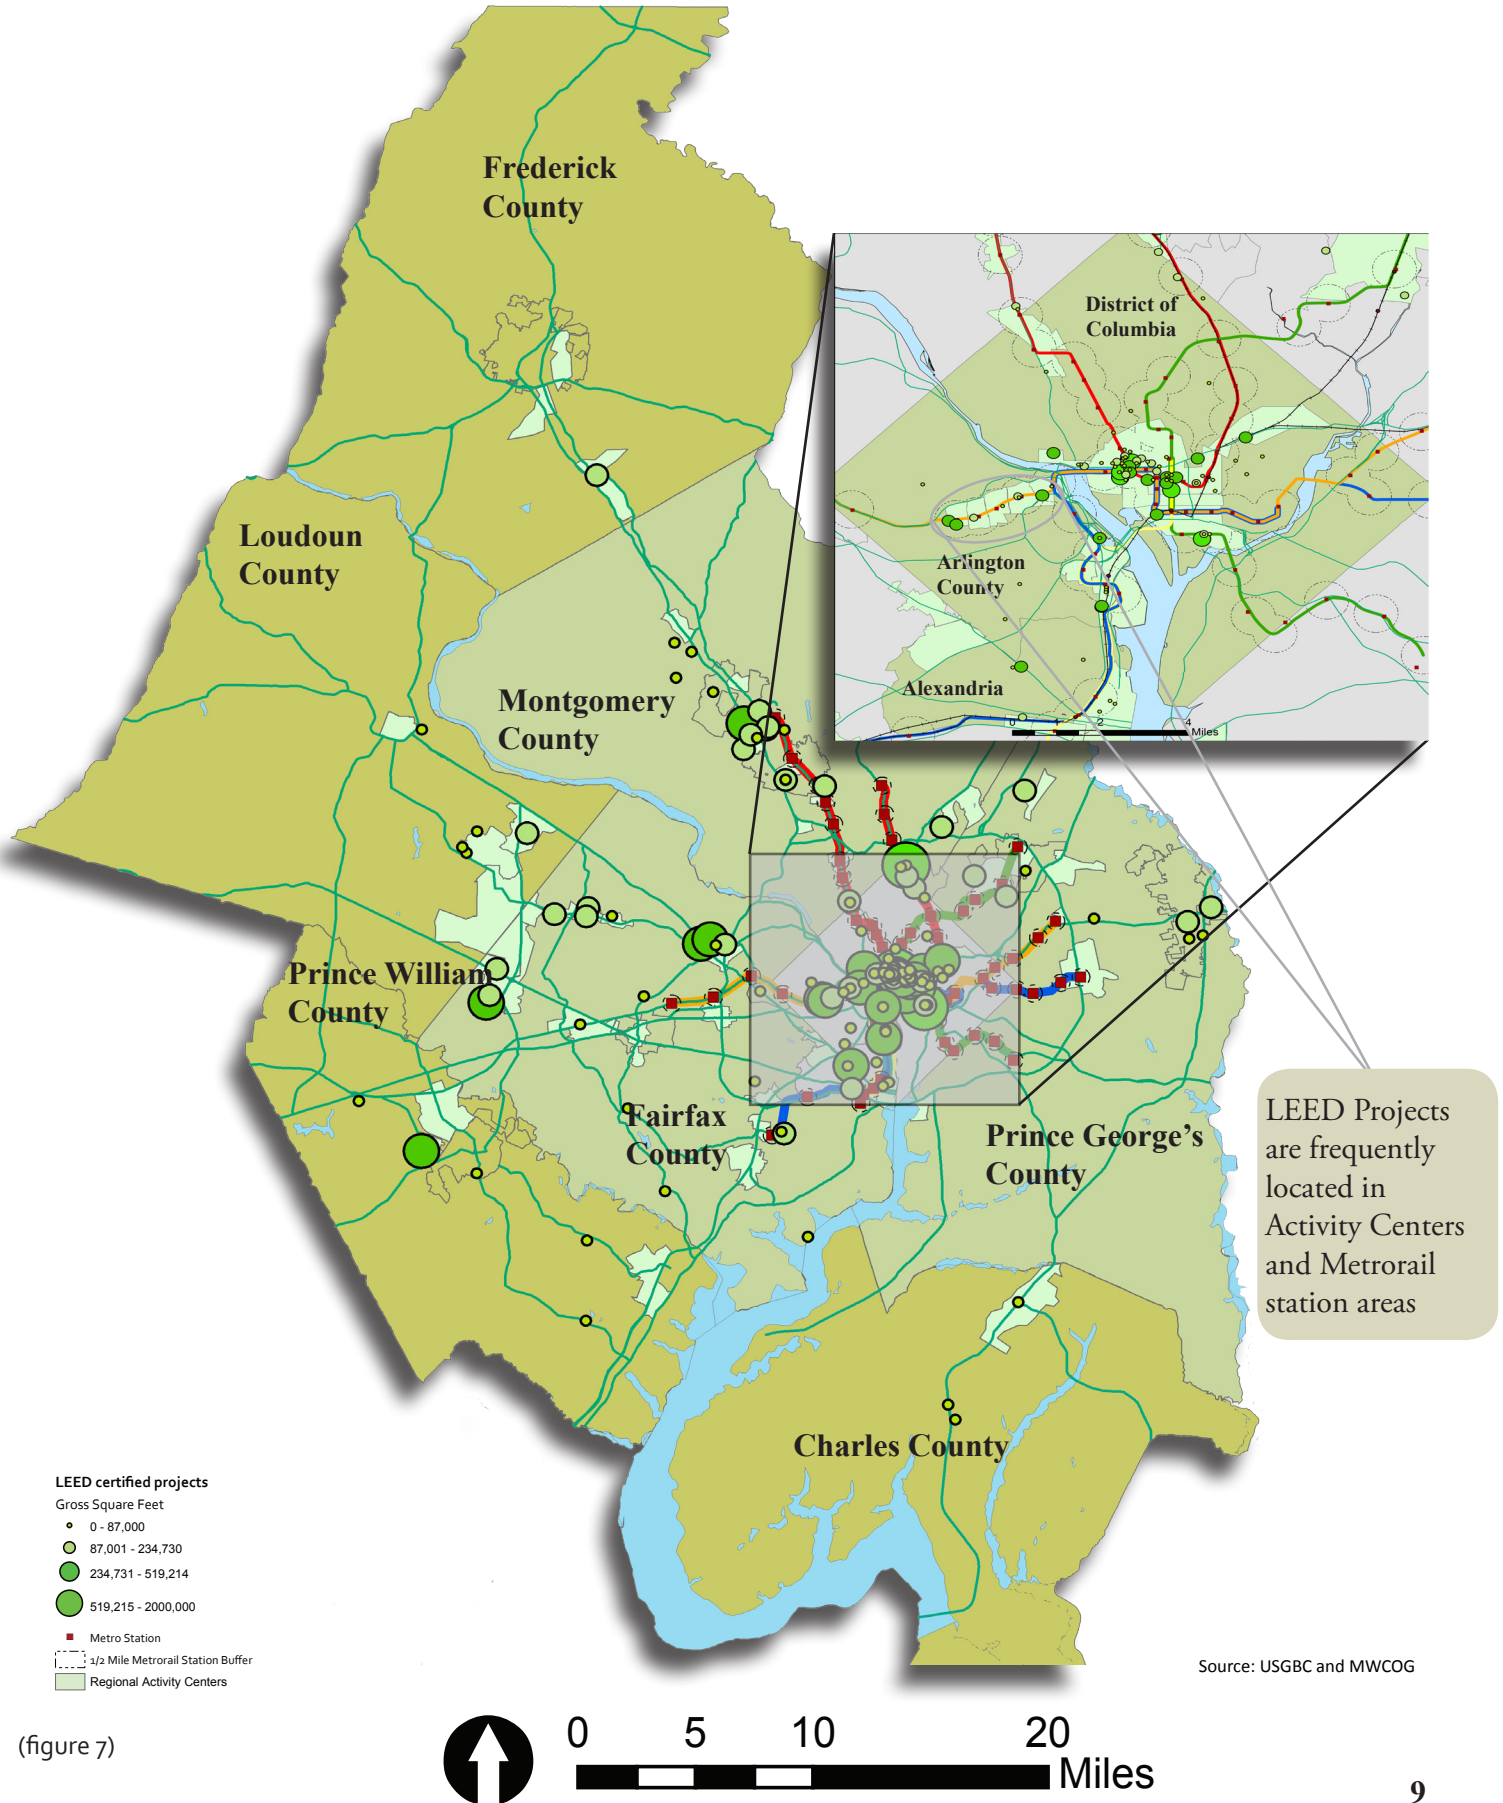 Frederick
County
District of
Columbia
Loudoun
County
Arlington
County
Alexandria
0
2
4
Miles
Montgomery
County
Prince William
County
Fairfax
County
Prince George's
County
LEED Projects
are frequently
located in
Activity Centers
and Metrorail
station areas
Charles County
LEED certified projects
Gross Square Feet
0 - 87,000
87,001 - 234,730
234,731 - 519,214
519,215 - 2000,000
Metro Station
1/2 Mile Metrorail Station Buffer
Regional Activity Centers
Source: USGBC and MWCOG
(figure 7)
0 5 10 20
Miles
9